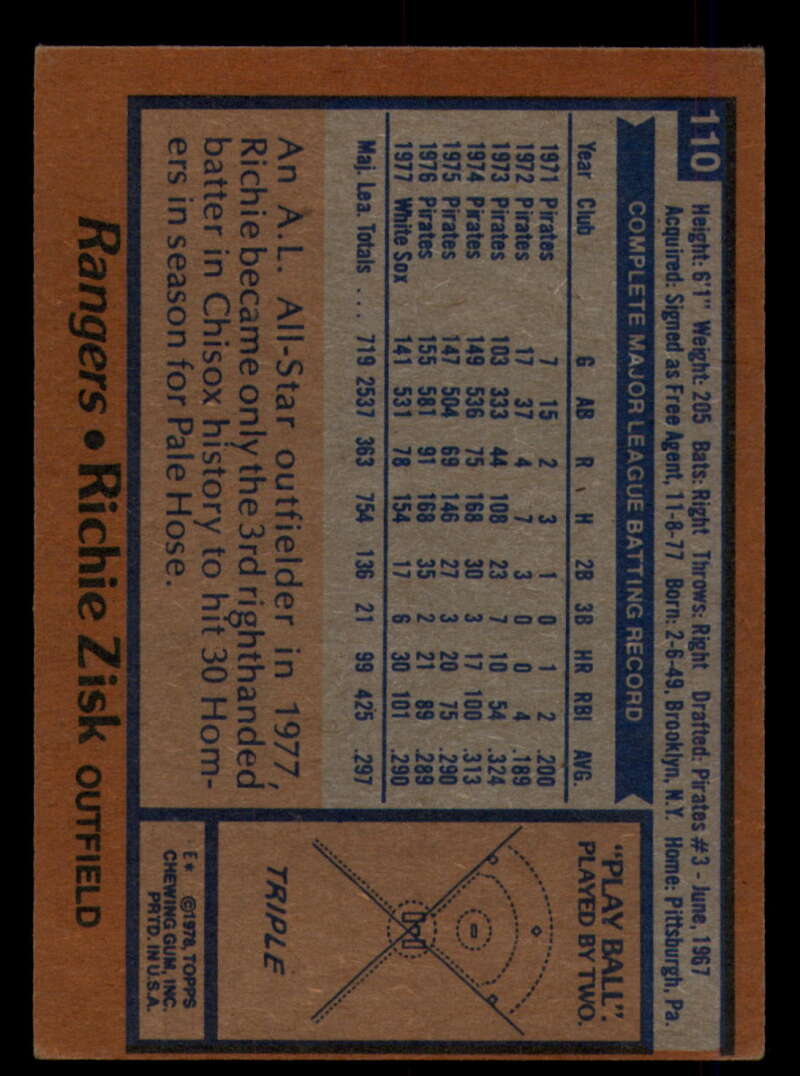 110
Height: 6'1" Weight: 205 Bats: Right Throws: Right Drafted: Pirates #3 - June, 1967
Acquired: Signed as Free Agent, 11-8-77 Born: 2-6-49, Brooklyn, N.Y. Home: Pittsburgh, Pa.
COMPLETE MAJOR LEAGUE BATTING RECORD
Year Club G AB R H 2B 3B HR RBI AVG.
1971 Pirates 7 15 2 3 1 0 1 2 .200
1972 Pirates 17 37 4 7 3 0 0 4 .189
1973 Pirates 103 333 44 108 23 7 10 54 .324
1974 Pirates 149 536 75 168 30 3 17 100 .313
1975 Pirates 147 504 69 146 27 3 20 75 .290
1976 Pirates 155 581 91 168 35 2 21 89 .289
1977 White Sox 141 531 78 154 17 6 30 101 .290
Maj. Lea. Totals . . . 719 2537 363 754 136 21 99 425 .297
An A.L. All-Star outfielder in 1977,
Richie became only the 3rd righthanded
batter in Chisox history to hit 30 Hom-
ers in season for Pale Hose.
"PLAY BALL".
PLAYED BY TWO.
TRIPLE
E* ©1978, TOPPS
CHEWING GUM, INC.
PRTD. IN U.S.A.
Rangers • Richie Zisk OUTFIELD